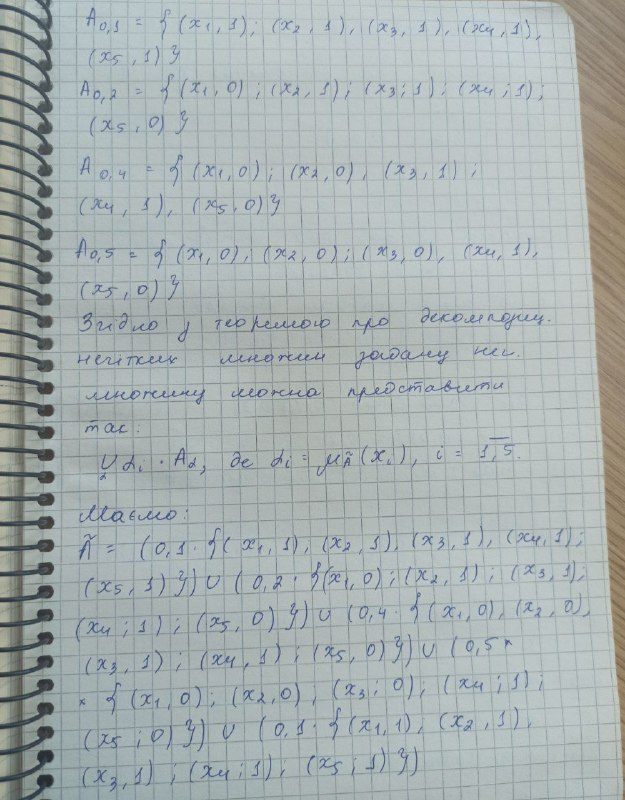 A₀,₁ = {(x₁, 1); (x₂, 1), (x₃, 1), (x₄, 1),
(x₅, 1)}
A₀,₂ = {(x₁, 0); (x₂, 1); (x₃; 1); (x₄; 1);
(x₅, 0)}
A₀,₄ = {(x₁, 0); (x₂, 0), (x₃, 1);
(x₄, 1), (x₅, 0)}
A₀,₅ = {(x₁, 0); (x₂, 0); (x₃, 0), (x₄, 1),
(x₅, 0)}
Згідно з теоремою про декомпозиц.
нечітких множин задану неч.
множину можна представити
так:
∪ αᵢ · A_α, де αᵢ = μ_Ã(xᵢ), i = 1,5.
Маємо:
Ã = (0,1 · {(x₁, 1), (x₂, 1), (x₃, 1), (x₄, 1);
(x₅, 1)}) ∪ (0,2 · {(x₁, 0); (x₂, 1); (x₃, 1);
(x₄; 1); (x₅, 0)}) ∪ (0,4 · {(x₁, 0), (x₂, 0),
(x₃, 1); (x₄, 1); (x₅, 0)}) ∪ (0,5 *
* {(x₁, 0); (x₂, 0), (x₃; 0); (x₄; 1);
(x₅; 0)}) ∪ (0,1 · {(x₁, 1); (x₂, 1),
(x₃, 1); (x₄; 1); (x₅; 1)})